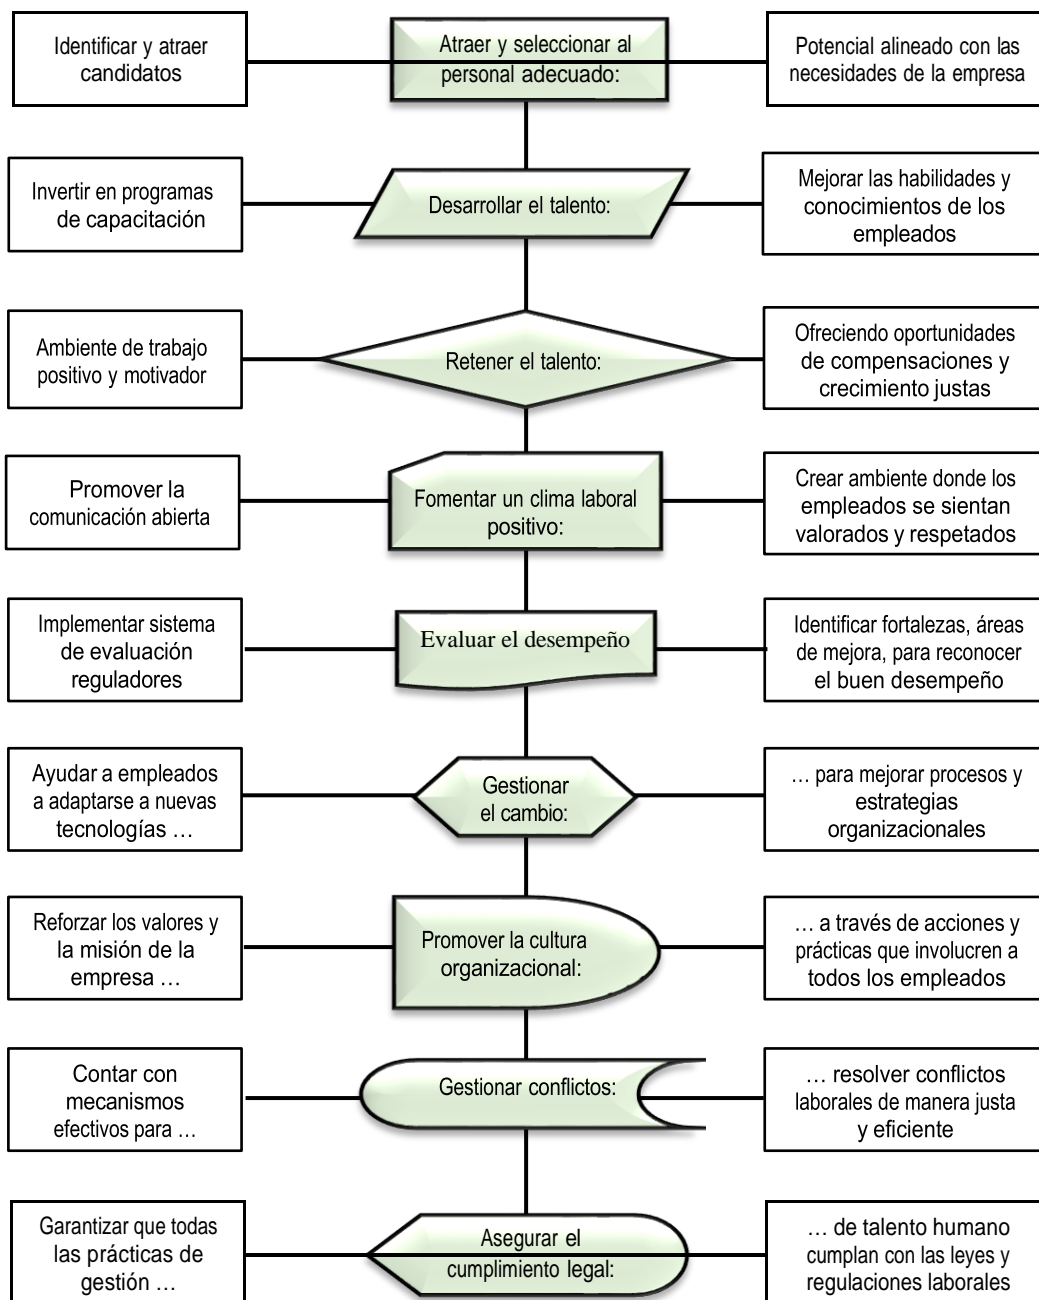 Identificar y atraer
candidatos
Atraer y seleccionar al
personal adecuado:
Potencial alineado con las
necesidades de la empresa
Invertir en programas
de capacitación
Desarrollar el talento:
Mejorar las habilidades y
conocimientos de los
empleados
Ambiente de trabajo
positivo y motivador
Retener el talento:
Ofreciendo oportunidades
de compensaciones y
crecimiento justas
Promover la
comunicación abierta
Fomentar un clima laboral
positivo:
Crear ambiente donde los
empleados se sientan
valorados y respetados
Implementar sistema
de evaluación
reguladores
Evaluar el desempeño
Identificar fortalezas, áreas
de mejora, para reconocer
el buen desempeño
Ayudar a empleados
a adaptarse a nuevas
tecnologías …
Gestionar
el cambio:
… para mejorar procesos y
estrategias
organizacionales
Reforzar los valores y
la misión de la
empresa …
Promover la cultura
organizacional:
… a través de acciones y
prácticas que involucren a
todos los empleados
Contar con
mecanismos
efectivos para …
Gestionar conflictos:
… resolver conflictos
laborales de manera justa
y eficiente
Garantizar que todas
las prácticas de
gestión …
Asegurar el
cumplimiento legal:
… de talento humano
cumplan con las leyes y
regulaciones laborales